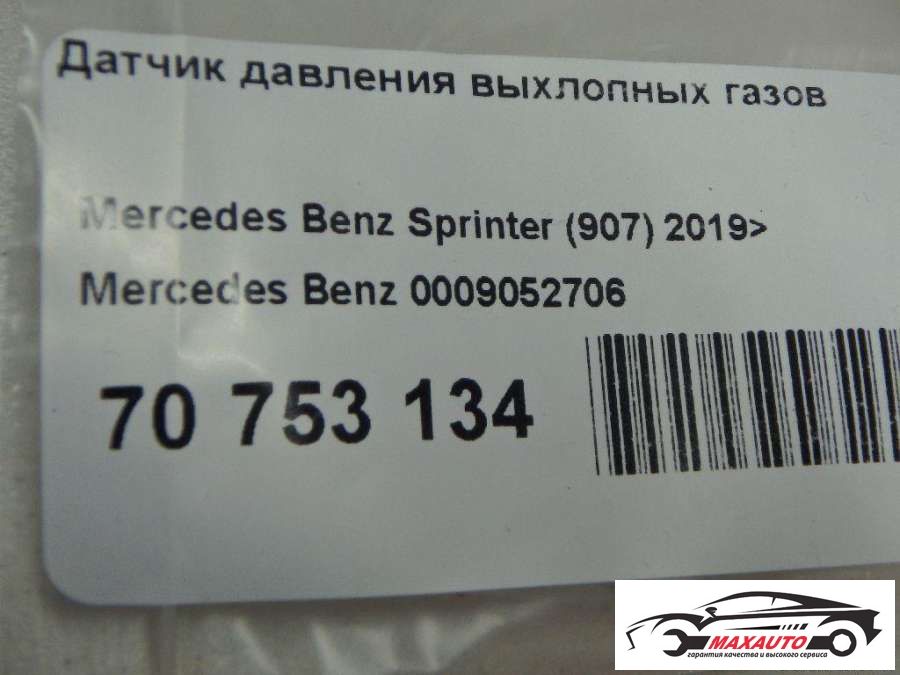 Датчик давления выхлопных газов
Mercedes Benz Sprinter (907) 2019>
Mercedes Benz 0009052706
70 753 134
MAXAUTO
гарантия качества и высокого сервиса